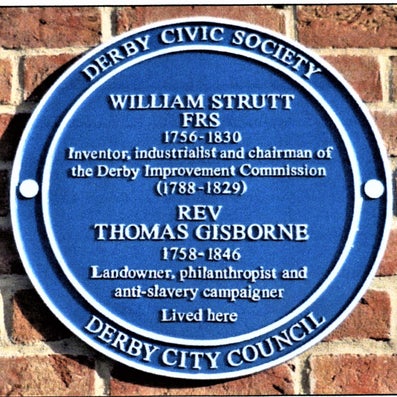 DERBY CIVIC SOCIETY
WILLIAM STRUTT
FRS
1756-1830
Inventor, industrialist and chairman of
the Derby Improvement Commission
(1788-1829)
REV
THOMAS GISBORNE
1758-1846
Landowner, philanthropist and
anti-slavery campaigner
Lived here
DERBY CITY COUNCIL